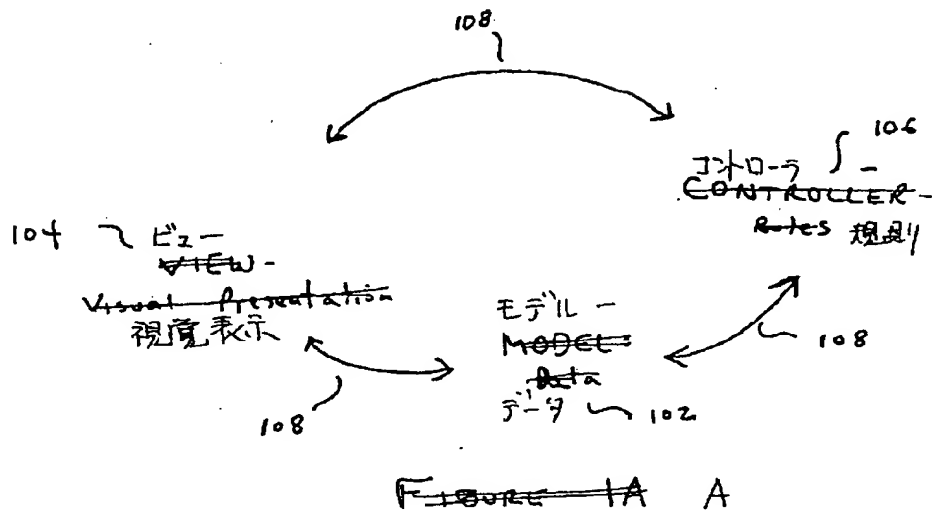 108
106
コントローラ -
CONTROLLER -
Rules 規則
104 ビュー
VIEW -
Visual Presentation
視覚表示
モデル -
MODEL -
Data
データ 102
108
108
FIGURE 1A A